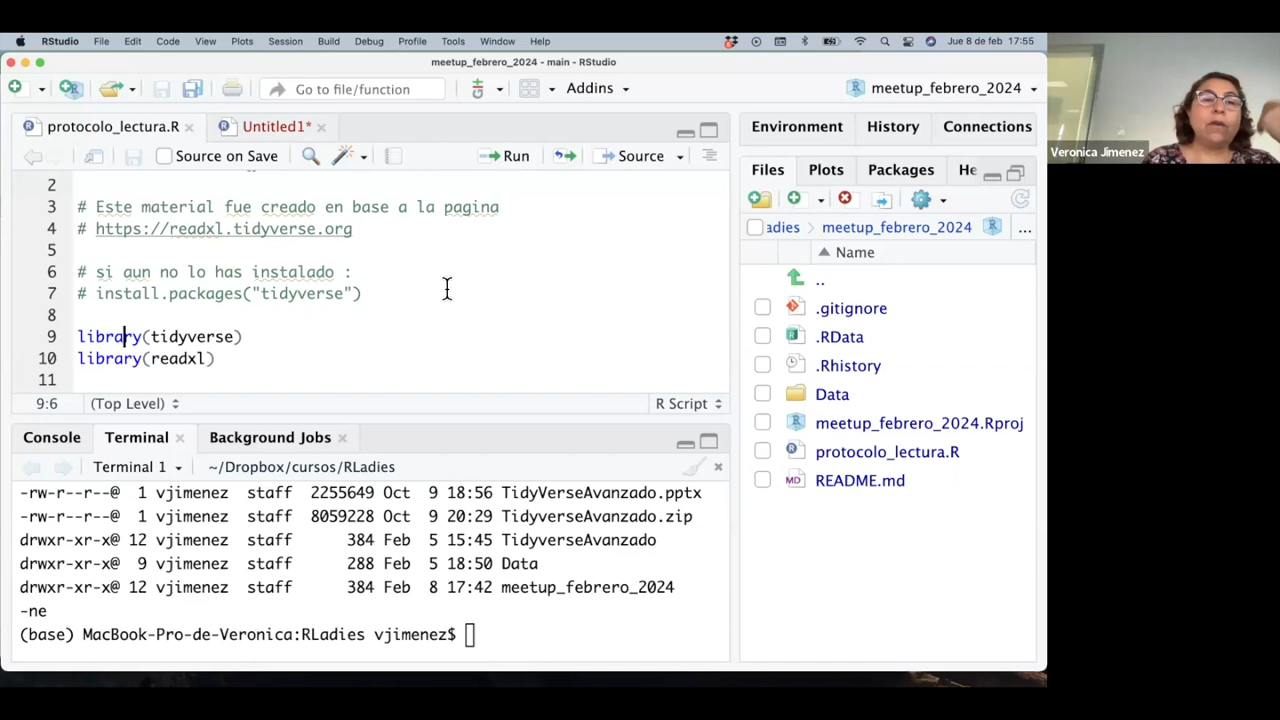 RStudio File Edit Code View Plots Session Build Debug Profile Tools Window Help Jue 8 de feb 17:55
meetup_febrero_2024 - main - RStudio
Go to file/function Addins meetup_febrero_2024
protocolo_lectura.R Untitled1*
Source on Save Run Source
2
3 # Este material fue creado en base a la pagina
4 # https://readxl.tidyverse.org
5
6 # si aun no lo has instalado :
7 # install.packages("tidyverse")
8
9 library(tidyverse)
10 library(readxl)
11
9:6 (Top Level) R Script
Console Terminal Background Jobs
Terminal 1 ~/Dropbox/cursos/RLadies
-rw-r--r--@ 1 vjimenez staff 2255649 Oct 9 18:56 TidyVerseAvanzado.pptx
-rw-r--r--@ 1 vjimenez staff 8059228 Oct 9 20:29 TidyverseAvanzado.zip
drwxr-xr-x@ 12 vjimenez staff 384 Feb 5 15:45 TidyverseAvanzado
drwxr-xr-x@ 9 vjimenez staff 288 Feb 5 18:50 Data
drwxr-xr-x@ 12 vjimenez staff 384 Feb 8 17:42 meetup_febrero_2024
-ne
(base) MacBook-Pro-de-Veronica:RLadies vjimenez$
Environment History Connections
Files Plots Packages He
adies meetup_febrero_2024 ...
Name
..
.gitignore
.RData
.Rhistory
Data
meetup_febrero_2024.Rproj
protocolo_lectura.R
MD README.md
Veronica Jimenez